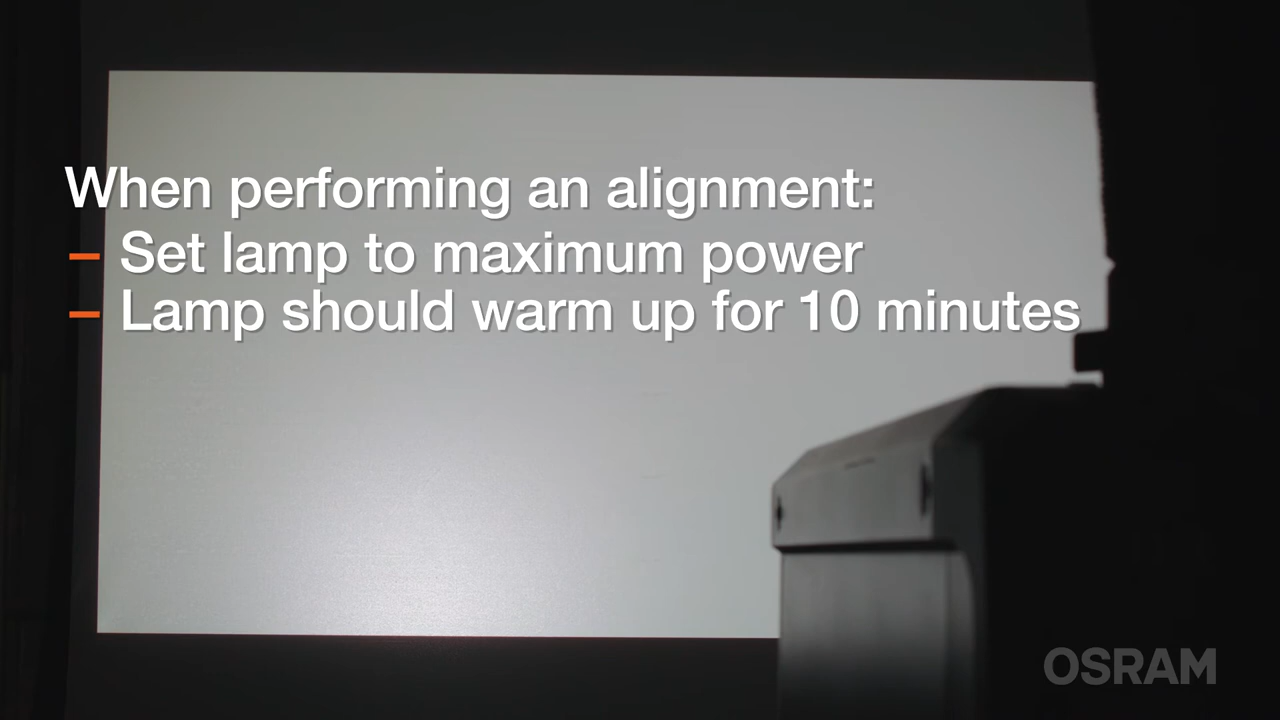 When performing an alignment:
– Set lamp to maximum power
– Lamp should warm up for 10 minutes
OSRAM